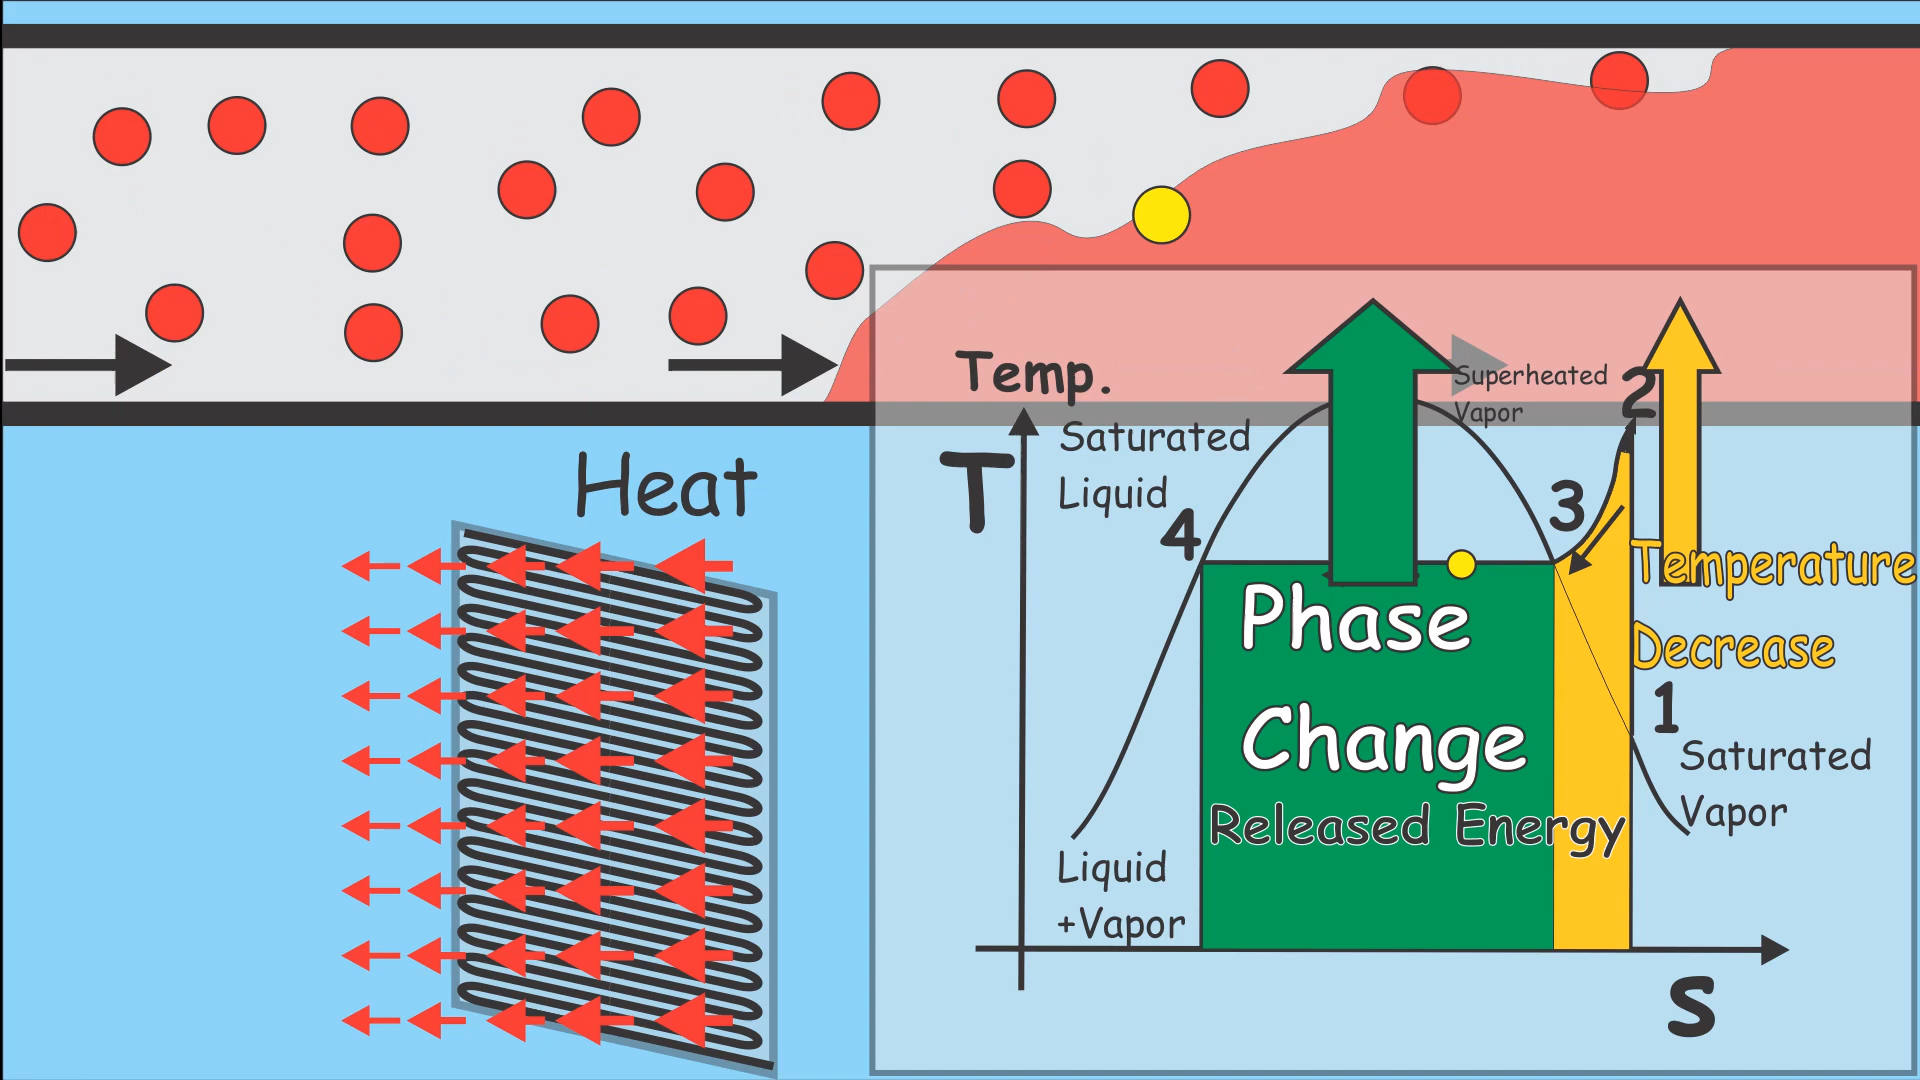 Heat
Temp.
T
Saturated
Liquid
4
Superheated
Vapor
2
3
Temperature
Decrease
1
Saturated
Vapor
Phase
Change
Released Energy
Liquid
+Vapor
S